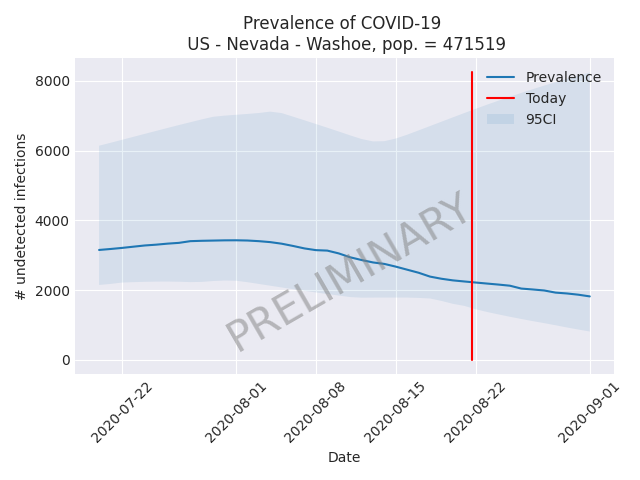 Prevalence of COVID-19
US - Nevada - Washoe, pop. = 471519
8000
6000
4000
2000
0
# undetected infections
Prevalence
Today
95CI
PRELIMINARY
2020-07-22
2020-08-01
2020-08-08
2020-08-15
2020-08-22
2020-09-01
Date